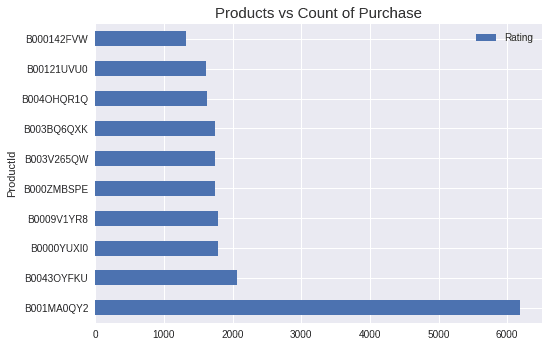 Products vs Count of Purchase
Rating
ProductId
B000142FVW
B00121UVU0
B004OHQR1Q
B003BQ6QXK
B003V265QW
B000ZMBSPE
B0009V1YR8
B0000YUXI0
B0043OYFKU
B001MA0QY2
0 1000 2000 3000 4000 5000 6000